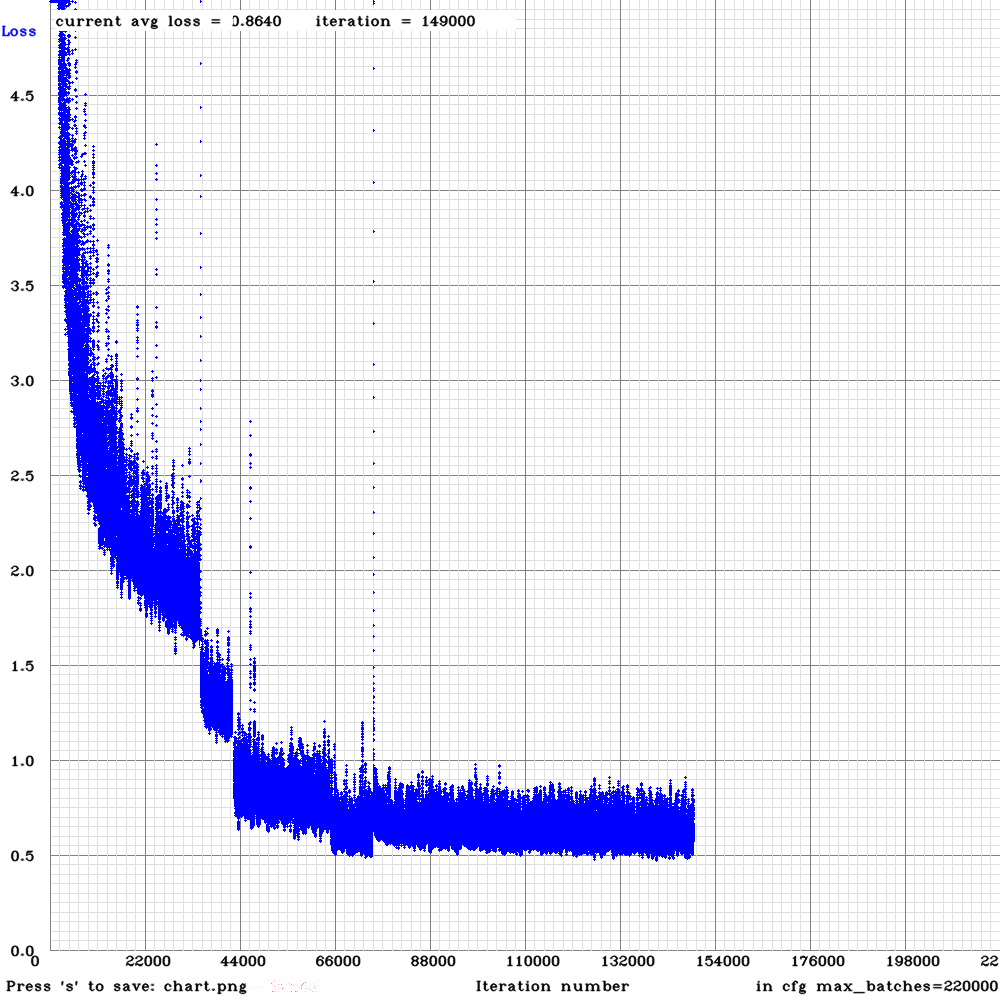 current avg loss = 0.8640 iteration = 149000
Loss
4.5
4.0
3.5
3.0
2.5
2.0
1.5
1.0
0.5
0.0
0 22000 44000 66000 88000 110000 132000 154000 176000 198000 22
Press 's' to save: chart.png Iteration number in cfg max_batches=220000